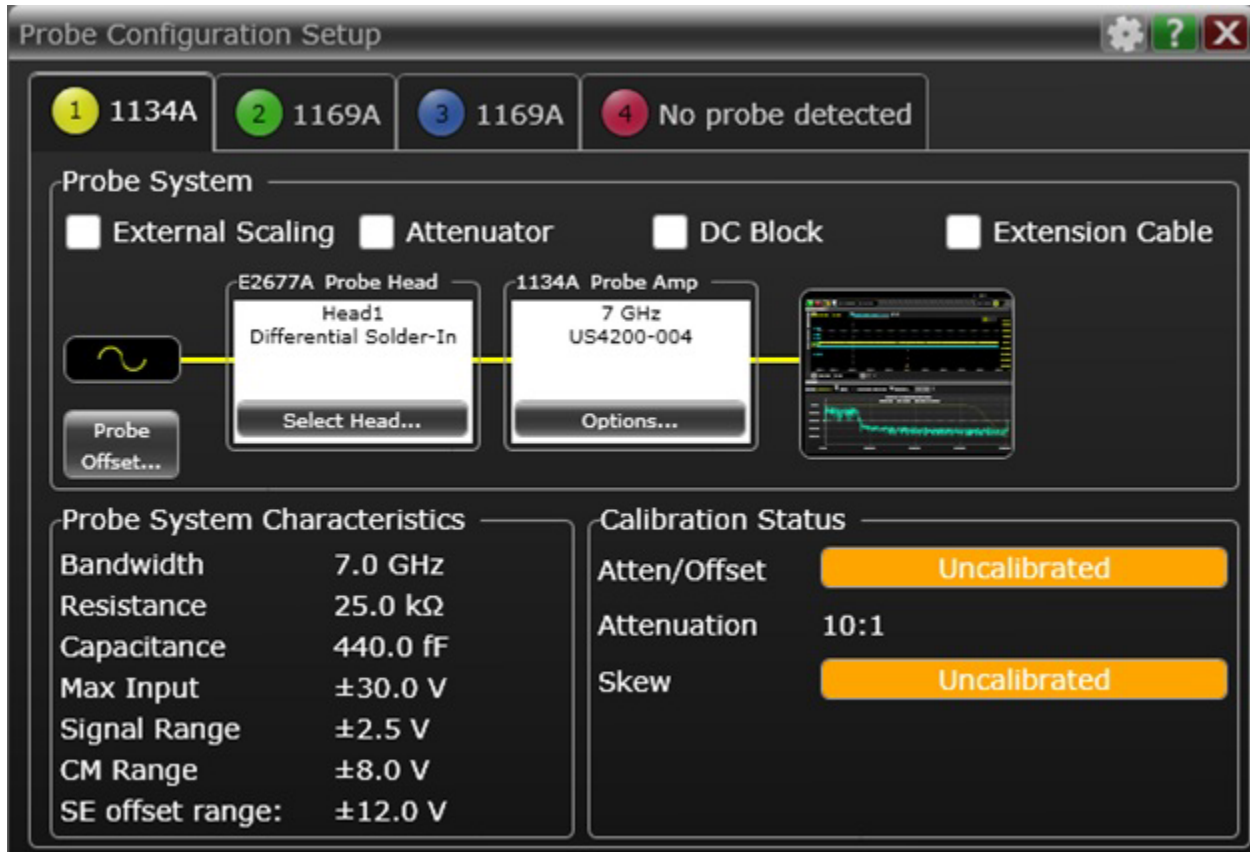 Probe Configuration Setup ?
1 1134A 2 1169A 3 1169A 4 No probe detected
Probe System
External Scaling Attenuator DC Block Extension Cable
E2677A Probe Head 1134A Probe Amp
Head1 7 GHz
Differential Solder-In US4200-004
Select Head... Options...
Probe
Offset...
Probe System Characteristics Calibration Status
Bandwidth 7.0 GHz Atten/Offset Uncalibrated
Resistance 25.0 kΩ
Attenuation 10:1
Capacitance 440.0 fF
Max Input ±30.0 V Skew Uncalibrated
Signal Range ±2.5 V
CM Range ±8.0 V
SE offset range: ±12.0 V